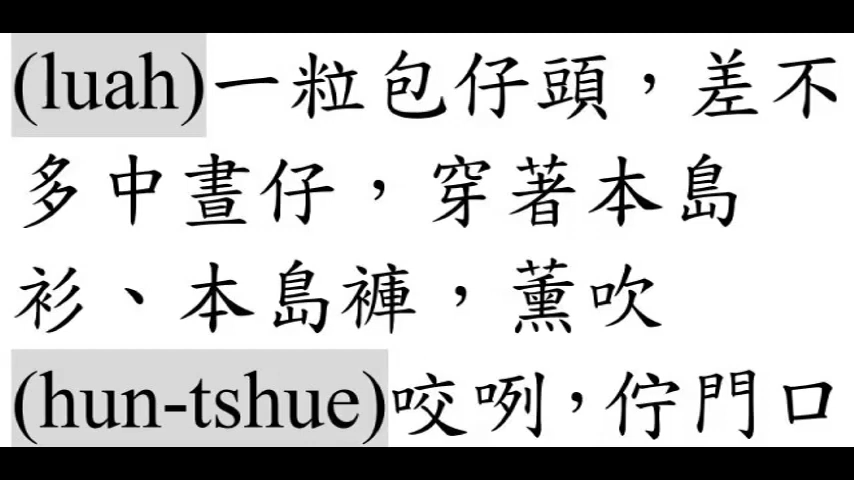 (luah)一粒包仔頭，差不
多中晝仔，穿著本島
衫、本島褲，薰吹
(hun-tshue)咬咧，佇門口